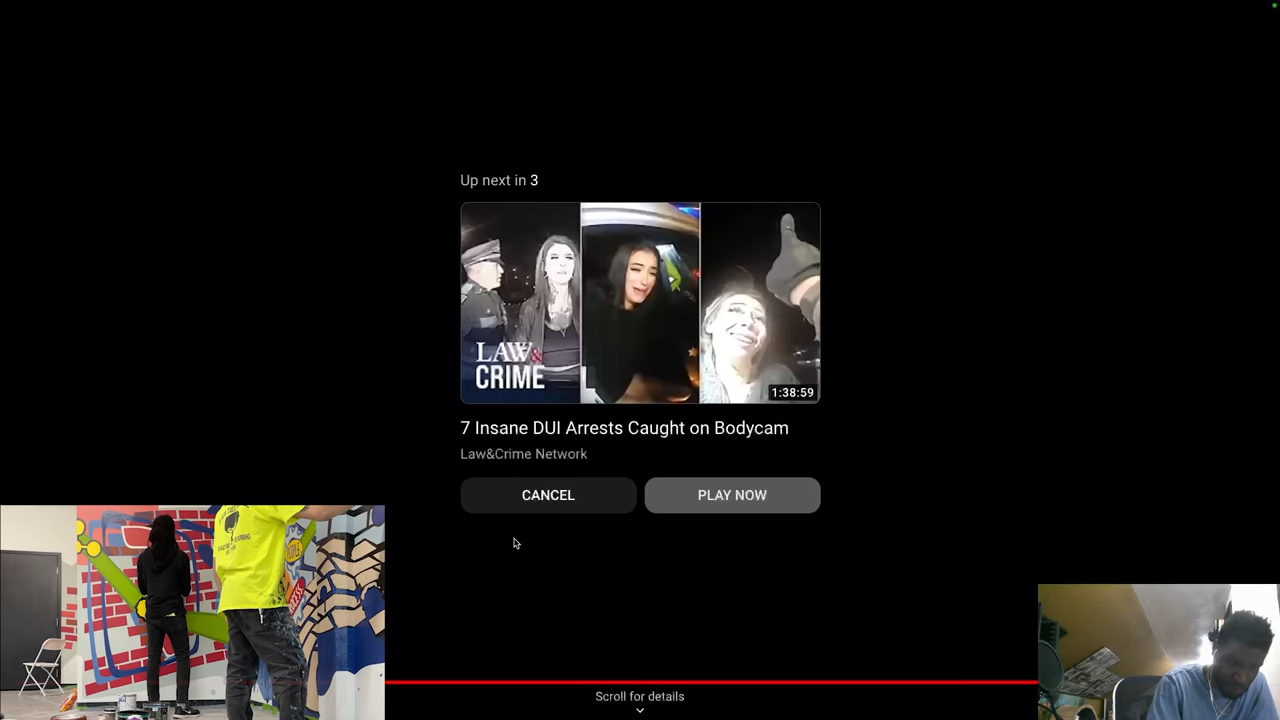 Up next in 3
LAW&
CRIME
1:38:59
7 Insane DUI Arrests Caught on Bodycam
Law&Crime Network
CANCEL
PLAY NOW
Scroll for details